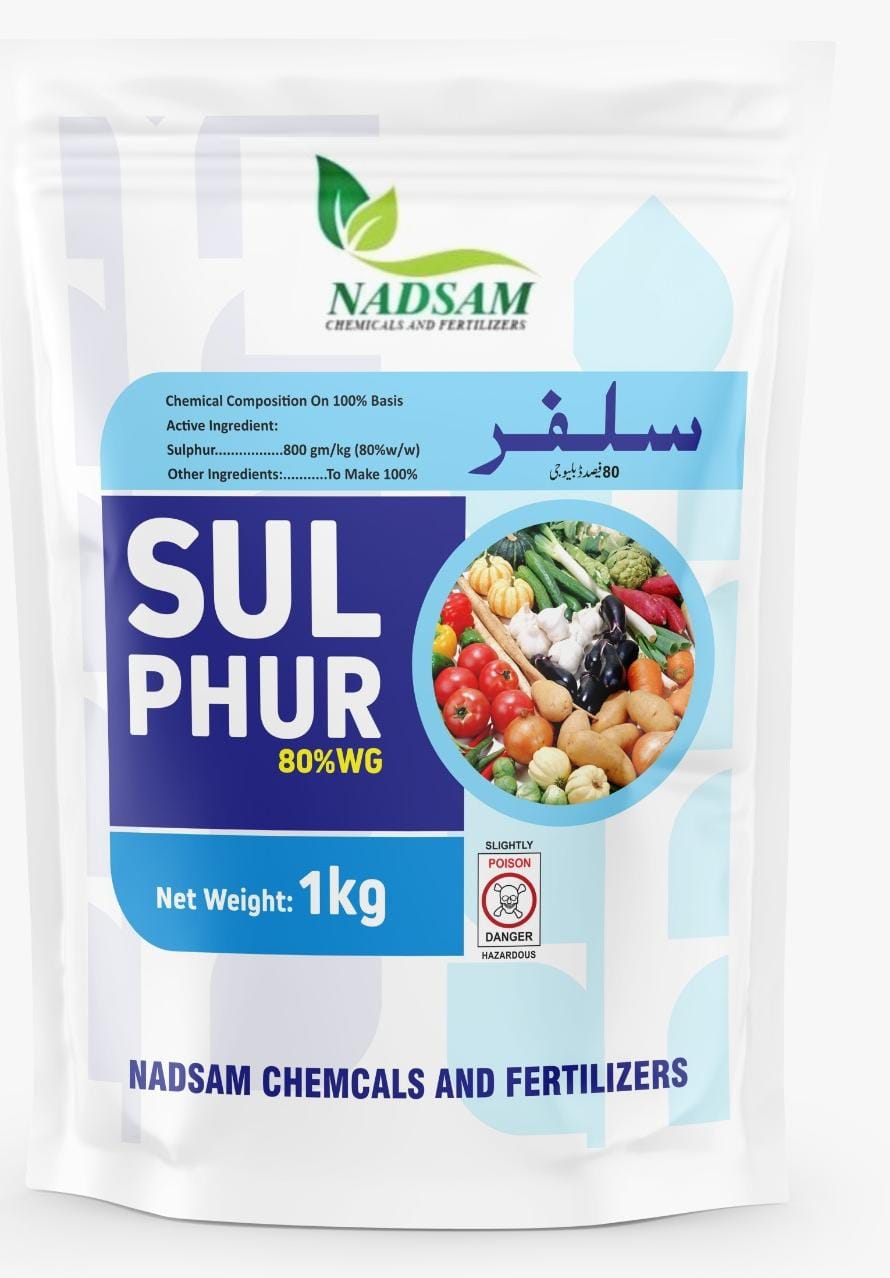 NADSAM
CHEMICALS AND FERTILIZERS
Chemical Composition On 100% Basis
Active Ingredient:
Sulphur.................800 gm/kg (80%w/w)
Other Ingredients:...........To Make 100%
سلفر
80 فیصد ڈبلیوجی
SUL
PHUR
80%WG
Net Weight: 1kg
SLIGHTLY
POISON
DANGER
HAZARDOUS
NADSAM CHEMCALS AND FERTILIZERS